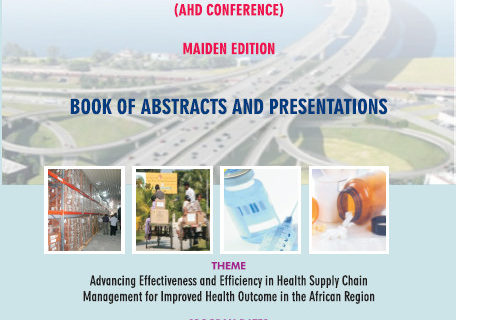 (AHD CONFERENCE)
MAIDEN EDITION
BOOK OF ABSTRACTS AND PRESENTATIONS
THEME
Advancing Effectiveness and Efficiency in Health Supply Chain
Management for Improved Health Outcome in the African Region